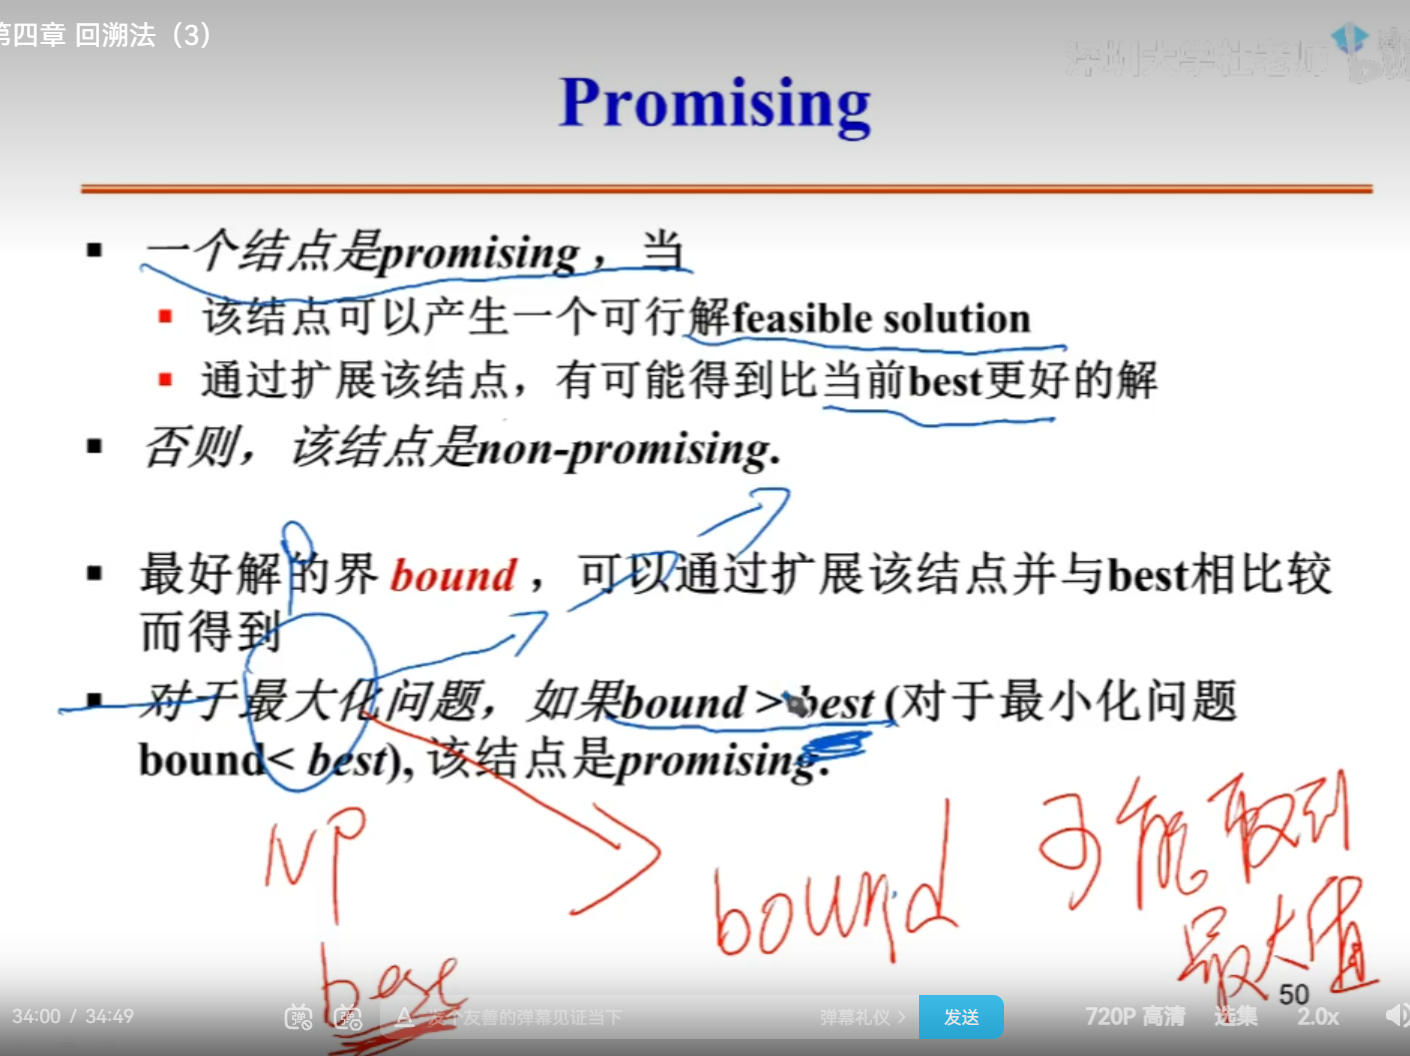 第四章 回溯法（3）
深圳大学杜老师
Promising
一个结点是promising，当
该结点可以产生一个可行解feasible solution
通过扩展该结点，有可能得到比当前best更好的解
否则，该结点是non-promising.
最好解的界 bound， 可以通过扩展该结点并与best相比较
而得到
对于最大化问题，如果bound > best (对于最小化问题
bound< best), 该结点是promising.
NP
bound
可能取到
最大值
best
50
34:00 / 34:49
发个友善的弹幕见证当下
弹幕礼仪 >
发送
720P 高清
选集
2.0x